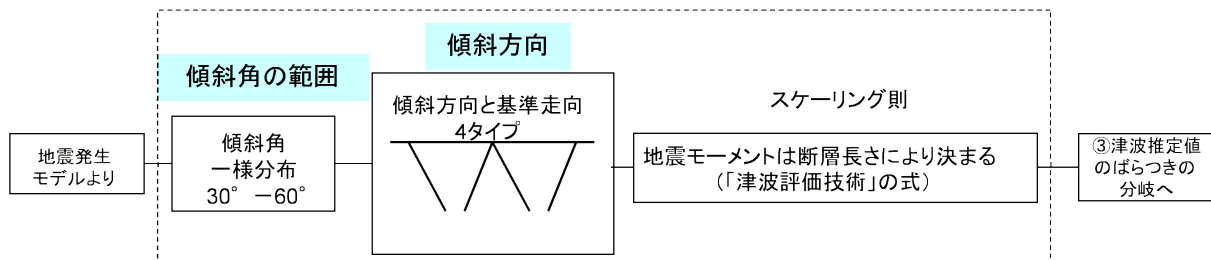 傾斜方向
傾斜角の範囲
スケーリング則
地震発生
モデルより
傾斜角
一様分布
30° －60°
傾斜方向と基準走向
4タイプ
地震モーメントは断層長さにより決まる
（「津波評価技術」の式）
③津波推定値
のばらつきの
分岐へ